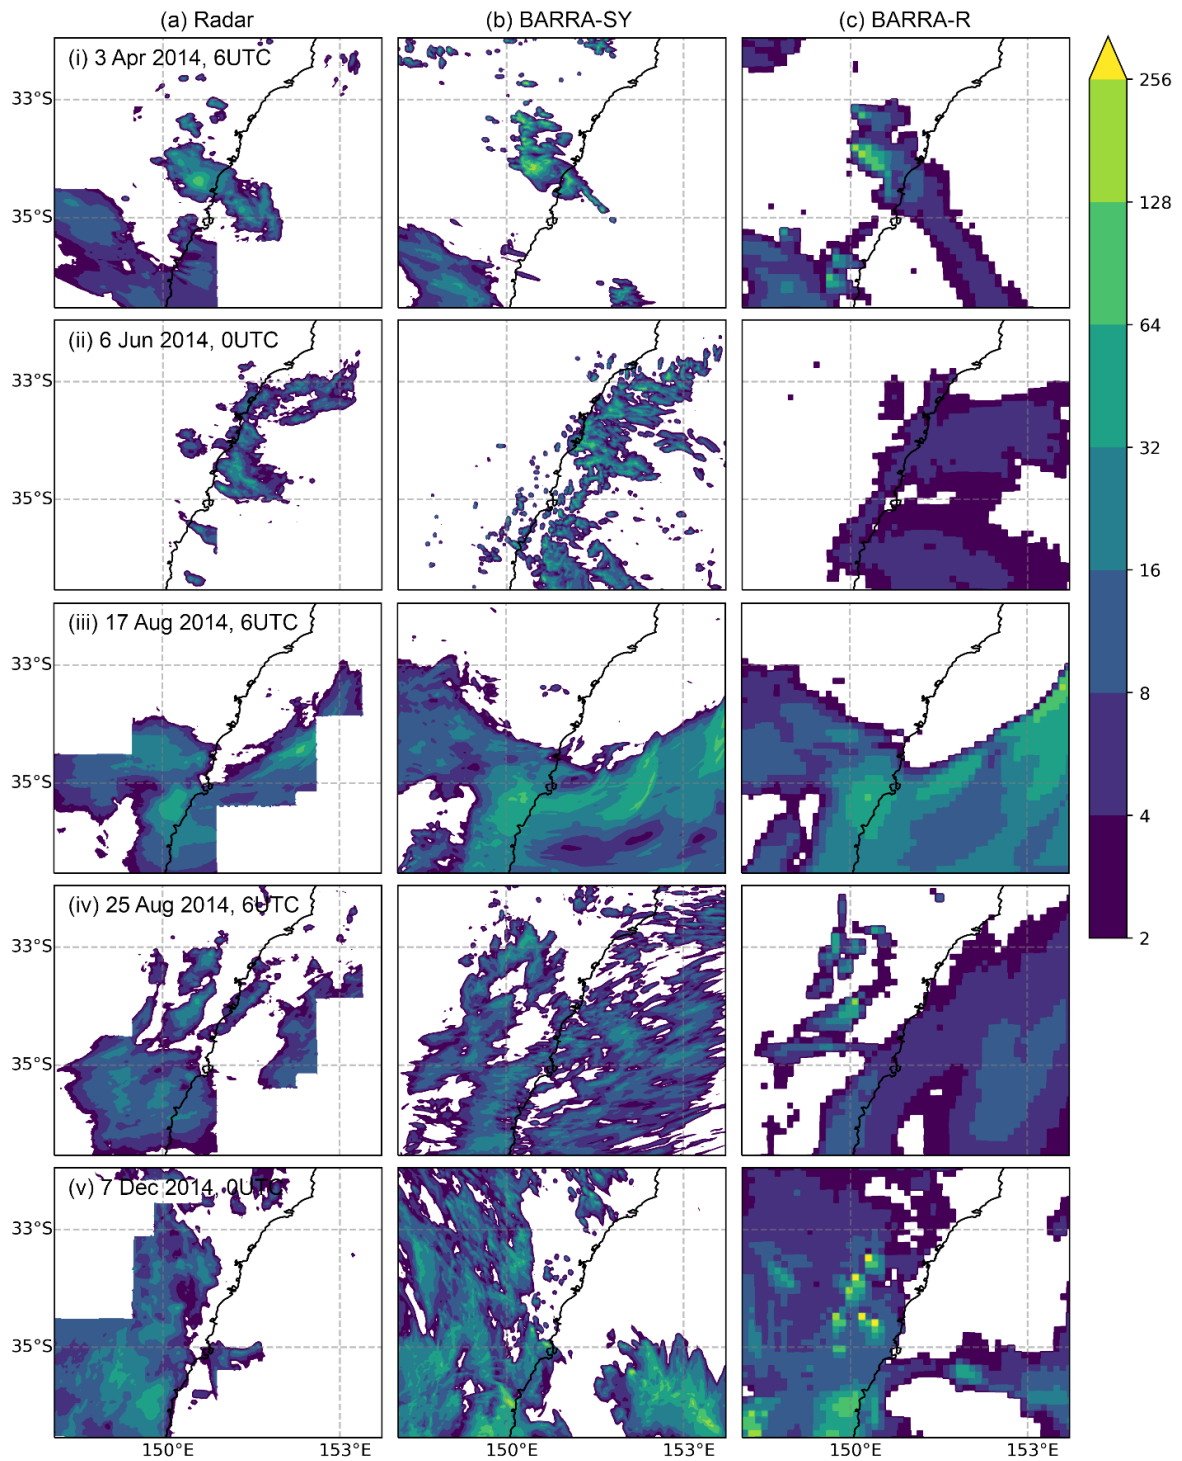 (a) Radar
(b) BARRA-SY
(c) BARRA-R
(i) 3 Apr 2014, 6UTC
33°S
35°S
(ii) 6 Jun 2014, 0UTC
33°S
35°S
(iii) 17 Aug 2014, 6UTC
33°S
35°S
(iv) 25 Aug 2014, 6UTC
33°S
35°S
(v) 7 Dec 2014, 0UTC
33°S
35°S
150°E
153°E
150°E
153°E
150°E
153°E
256
128
64
32
16
8
4
2